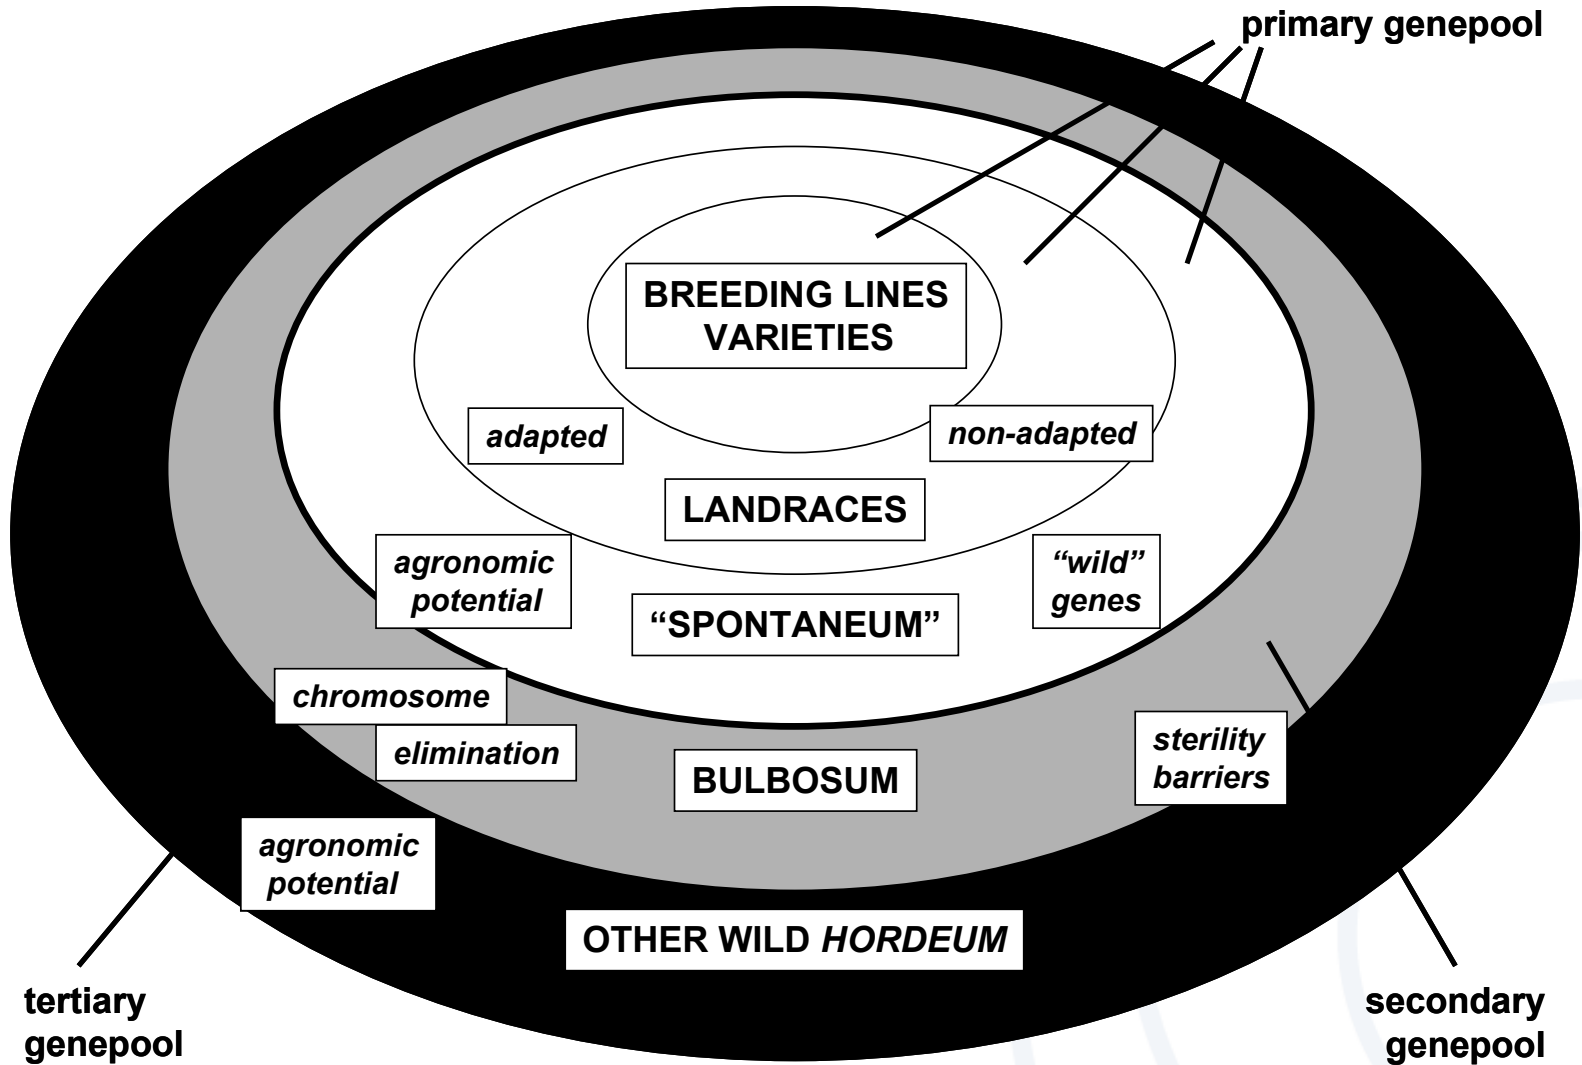 primary genepool
BREEDING LINES
VARIETIES
adapted
non-adapted
LANDRACES
agronomic
potential
“wild”
genes
“SPONTANEUM”
chromosome
elimination
BULBOSUM
sterility
barriers
agronomic
potential
OTHER WILD HORDEUM
tertiary
genepool
secondary
genepool